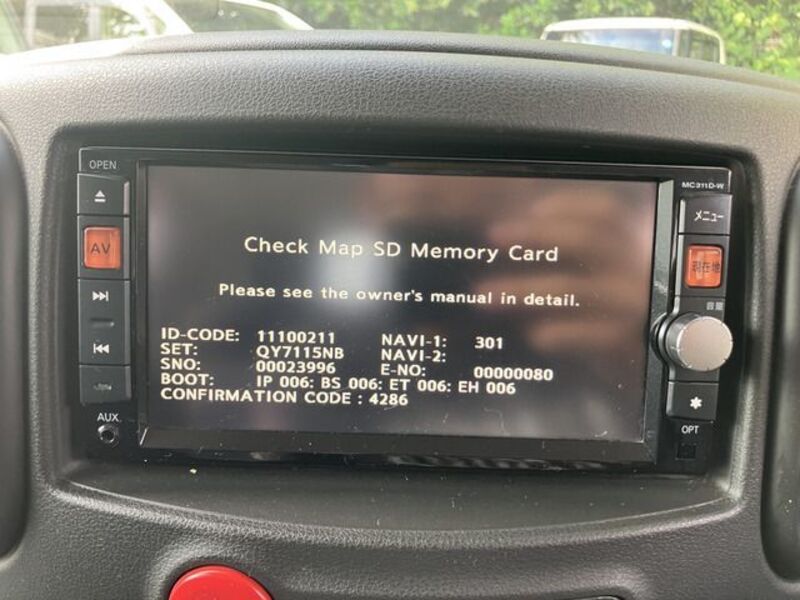 OPEN
MC311D-W
メニュー
AV
現在地
音量
Check Map SD Memory Card
Please see the owner's manual in detail.
ID-CODE: 11100211 NAVI-1: 301
SET: QY7115NB NAVI-2:
SNO: 00023996 E-NO: 00000080
BOOT: IP 006: BS 006: ET 006: EH 006
CONFIRMATION CODE : 4286
AUX
OPT